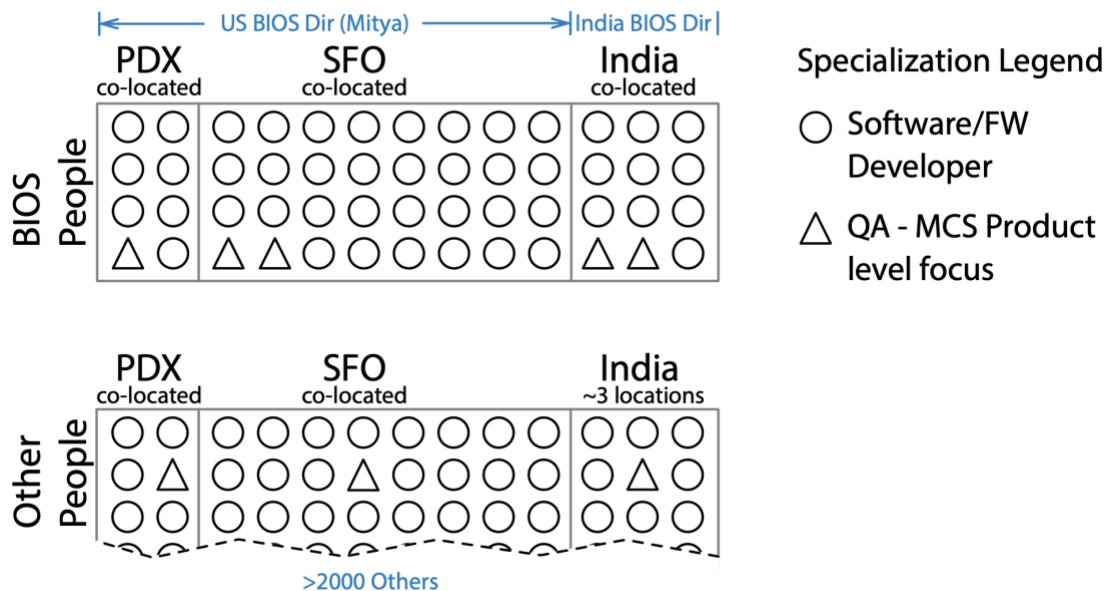 US BIOS Dir (Mitya)
India BIOS Dir
PDX
co-located
SFO
co-located
India
co-located
BIOS
People
Specialization Legend
Software/FW
Developer
QA - MCS Product
level focus
PDX
co-located
SFO
co-located
India
~3 locations
Other
People
>2000 Others